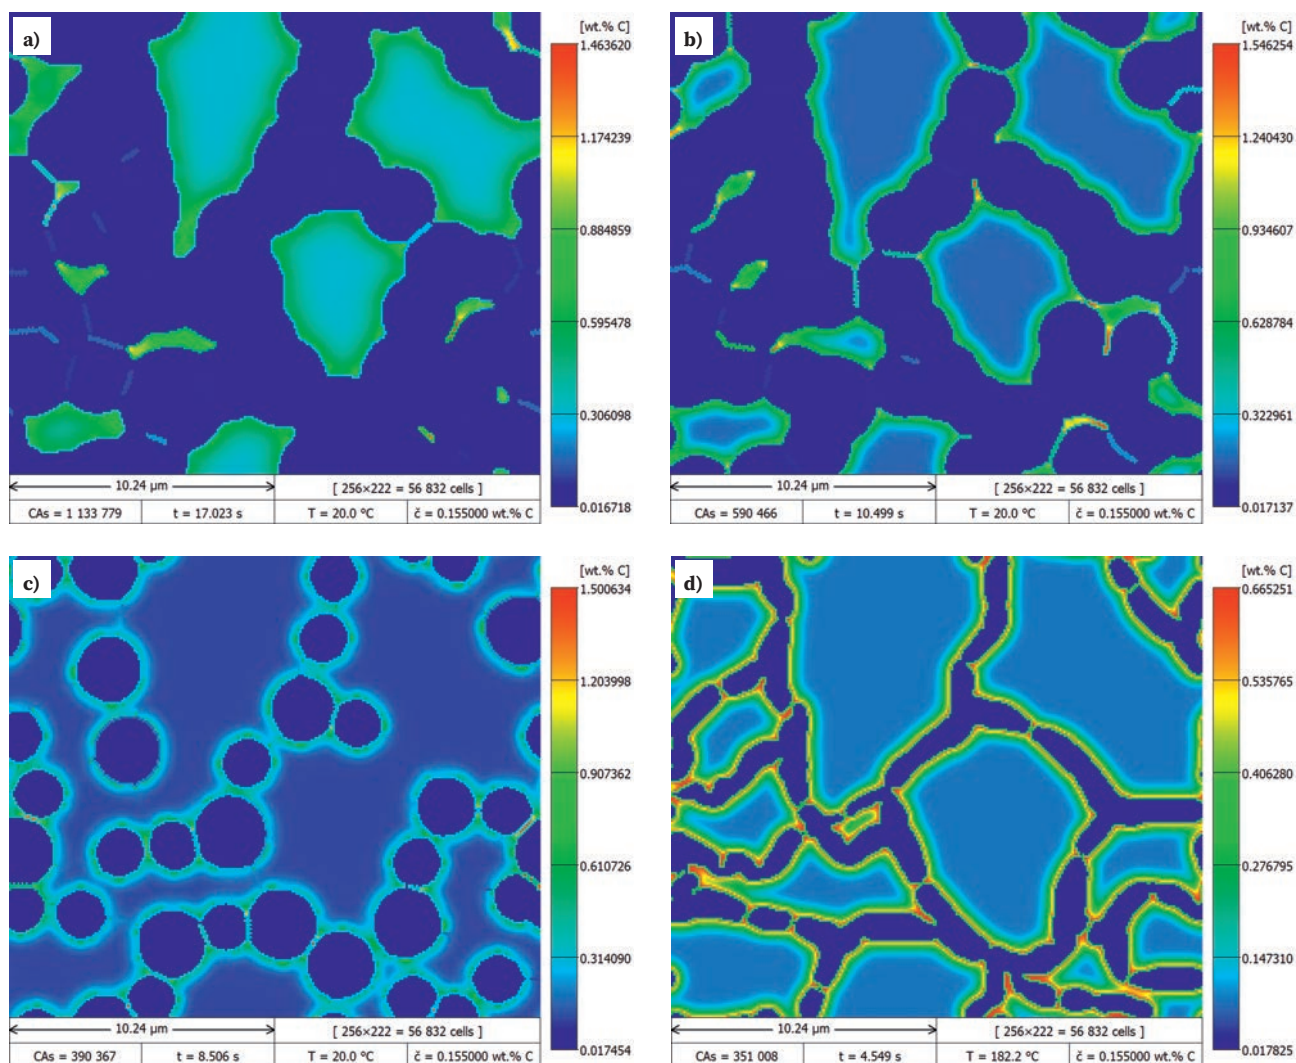 a)
[wt.% C]
1.463620
1.174239
0.884859
0.595478
0.306098
0.016718
10.24 µm
[ 256×222 = 56 832 cells ]
CAs = 1 133 779
t = 17.023 s
T = 20.0 ºC
č = 0.155000 wt.% C
b)
[wt.% C]
1.546254
1.240430
0.934607
0.628784
0.322961
0.017137
10.24 µm
[ 256×222 = 56 832 cells ]
CAs = 590 466
t = 10.499 s
T = 20.0 ºC
č = 0.155000 wt.% C
c)
[wt.% C]
1.500634
1.203998
0.907362
0.610726
0.314090
0.017454
10.24 µm
[ 256×222 = 56 832 cells ]
CAs = 390 367
t = 8.506 s
T = 20.0 ºC
č = 0.155000 wt.% C
d)
[wt.% C]
0.665251
0.535765
0.406280
0.276795
0.147310
0.017825
10.24 µm
[ 256×222 = 56 832 cells ]
CAs = 351 008
t = 4.549 s
T = 182.2 ºC
č = 0.155000 wt.% C